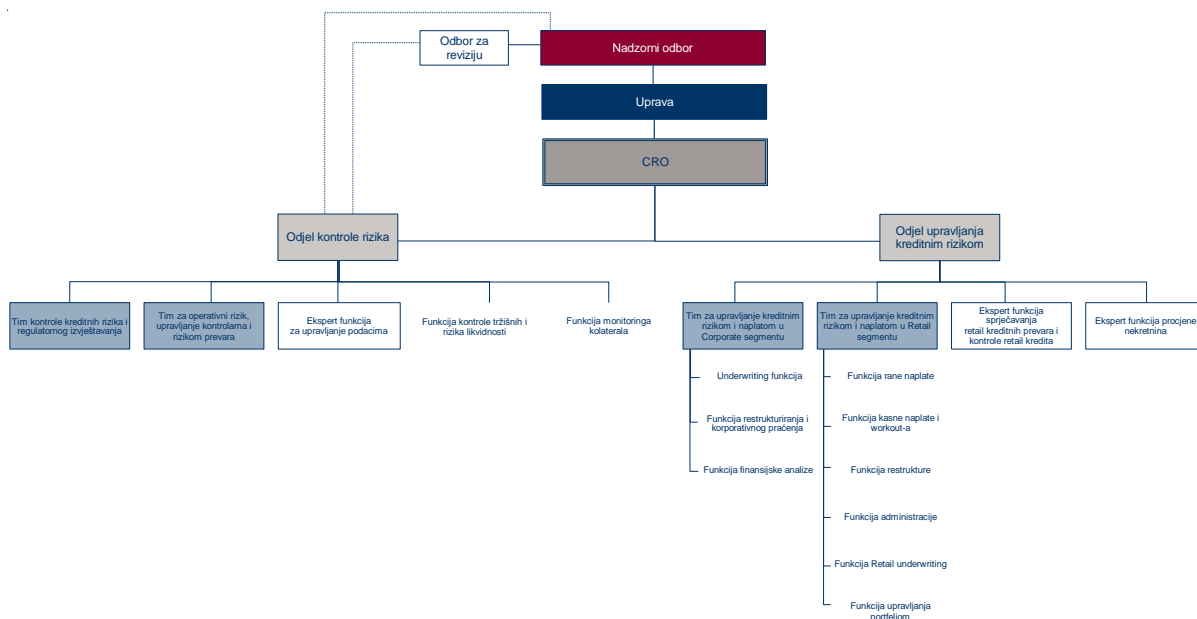 Odbor za
reviziju
Nadzorni odbor
Uprava
CRO
Odjel kontrole rizika
Odjel upravljanja
kreditnim rizikom
Tim kontrole kreditnih rizika i
regulatornog izvještavanja
Tim za operativni rizik,
upravljanje kontrolama i
rizikom prevara
Ekspert funkcija
za upravljanje podacima
Funkcija kontrole tržišnih i
rizika likvidnosti
Funkcija monitoringa
kolaterala
Tim za upravljanje kreditnim
rizikom i naplatom u
Corporate segmentu
Tim za upravljanje kreditnim
rizikom i naplatom u Retail
segmentu
Ekspert funkcija
sprječavanja
retail kreditnih prevara i
kontrole retail kredita
Ekspert funkcija procjene
nekretnina
Underwriting funkcija
Funkcija restrukturiranja i
korporativnog praćenja
Funkcija finansijske analize
Funkcija rane naplate
Funkcija kasne naplate i
workout-a
Funkcija restrukture
Funkcija administracije
Funkcija Retail underwriting
Funkcija upravljanja
portfeljom